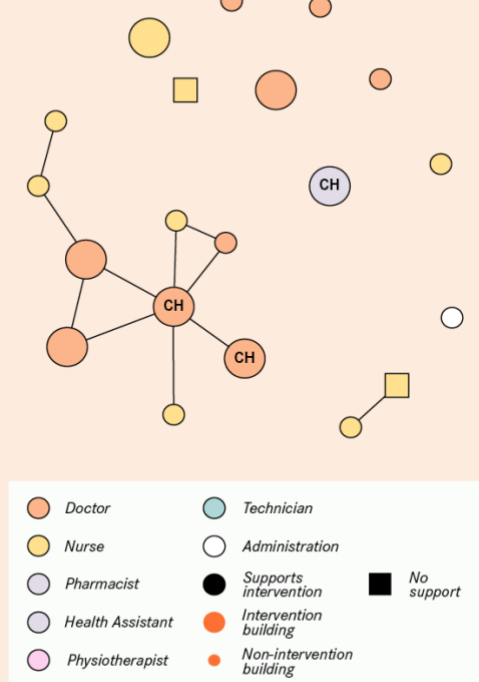 CH
CH
CH
Doctor
Technician
Nurse
Administration
Pharmacist
Supports
intervention
No
support
Health Assistant
Intervention
building
Physiotherapist
Non-intervention
building